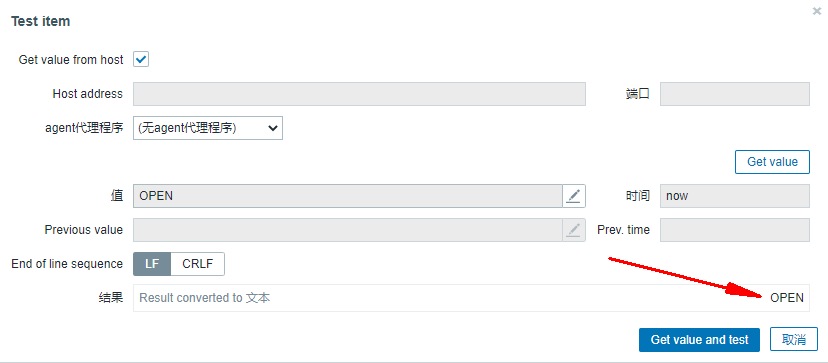 Test item
Get value from host
Host address 端口
agent代理程序 (无agent代理程序)
Get value
值 OPEN 时间 now
Previous value Prev. time
End of line sequence LF CRLF
结果 Result converted to 文本 OPEN
Get value and test 取消